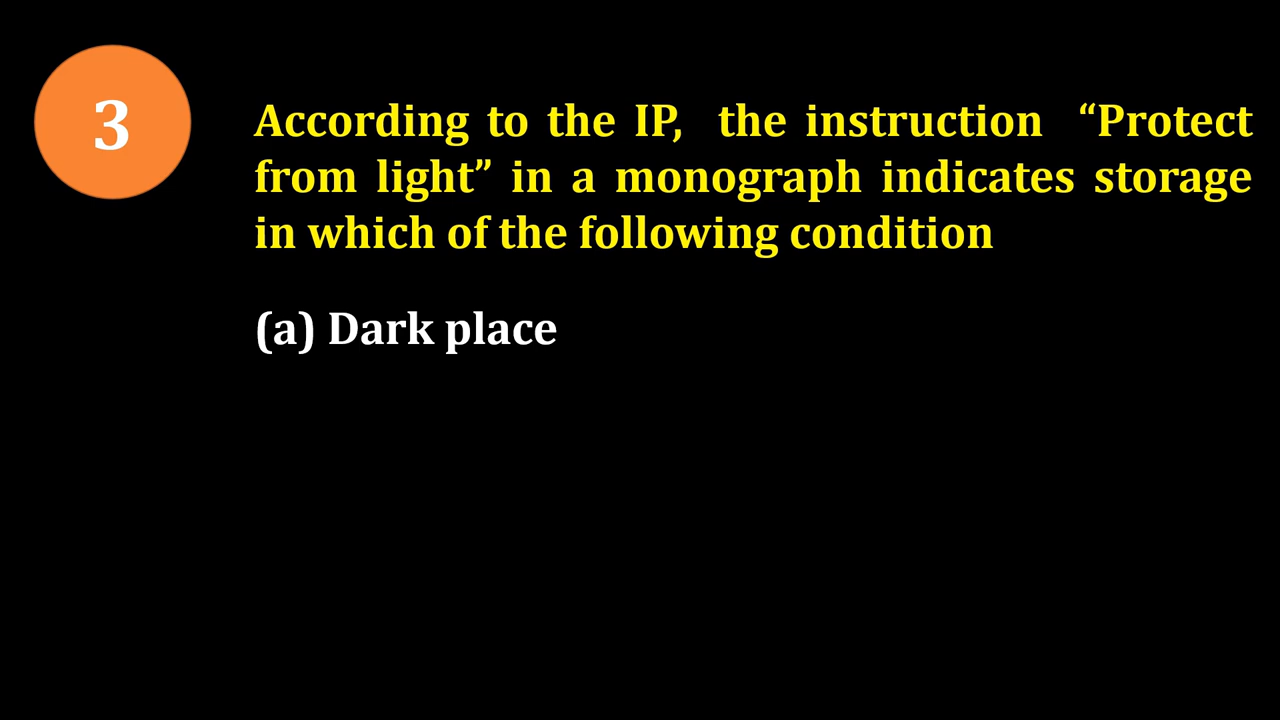 3
According to the IP, the instruction “Protect
from light” in a monograph indicates storage
in which of the following condition
(a) Dark place